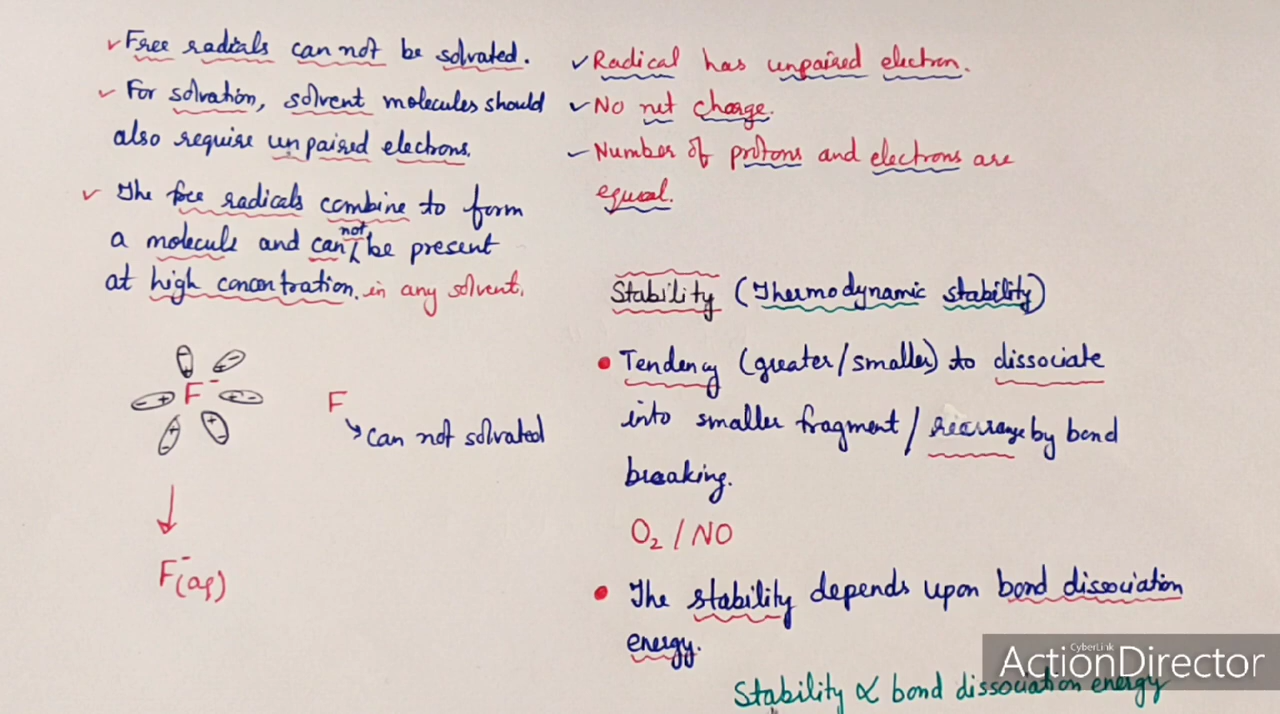 Free radials can not be solvated.
For solvation, solvent molecules should
also require unpaired electrons.
The free radicals combine to form
a molecule and can not be present
at high concentration. in any solvent.
F⁻
- +
+ -
F
can not solvated
F⁻(aq)
Radical has unpaired electron.
No net charge.
Number of protons and electrons are
equal.
Stability (Thermodynamic stability)
Tendency (greater/smaller) to dissociate
into smaller fragment / rearrange by bond
breaking.
O₂ / NO
The stability depends upon bond dissociation
energy.
Stability ∝ bond dissociation energy
CyberLink
ActionDirector